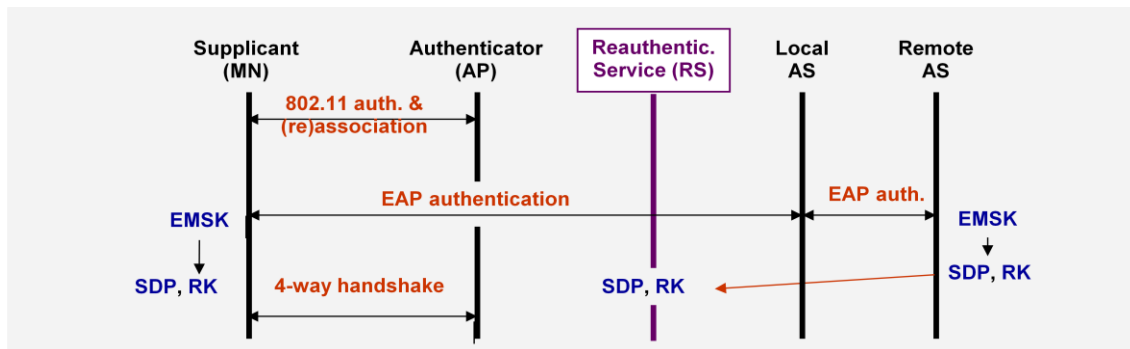 Supplicant
(MN)
Authenticator
(AP)
Reauthentic.
Service (RS)
Local
AS
Remote
AS
802.11 auth. &
(re)association
EAP authentication
EAP auth.
EMSK
EMSK
SDP, RK
4-way handshake
SDP, RK
SDP, RK